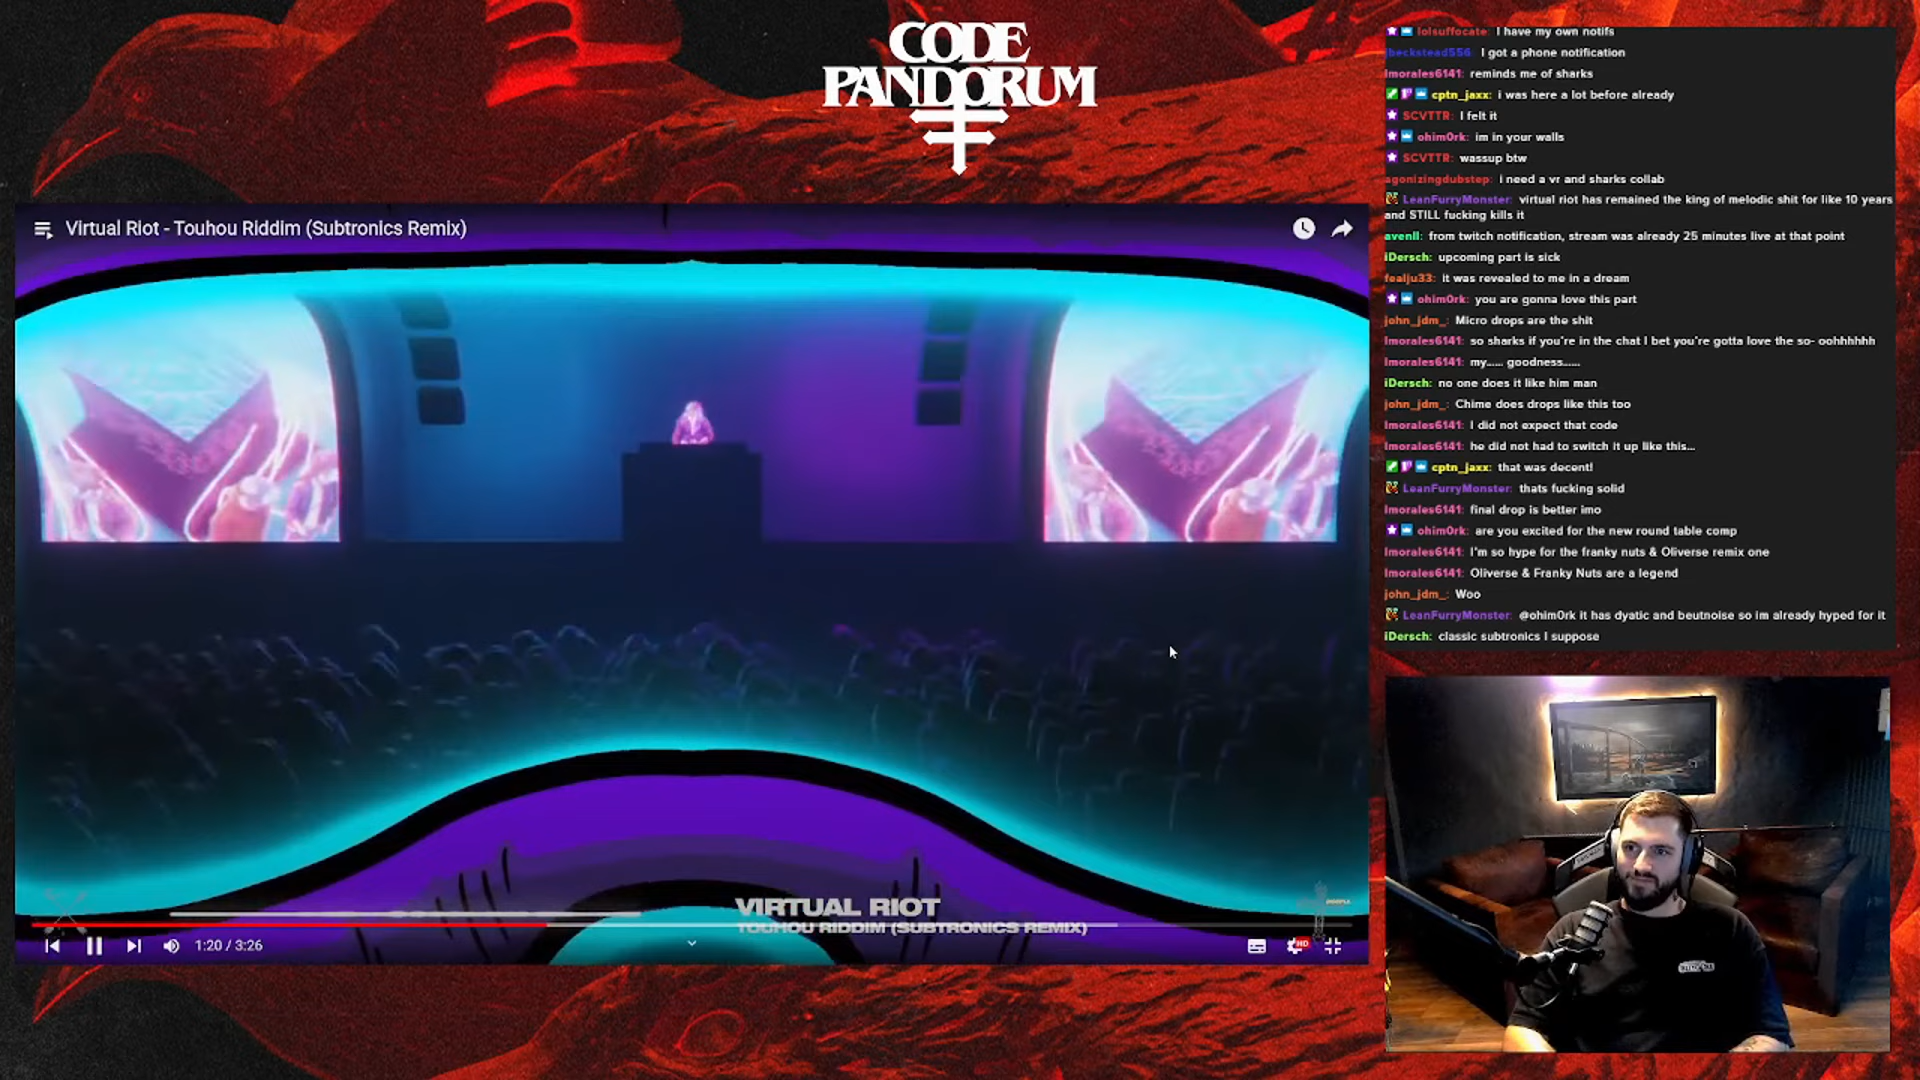 CODE
PANDORUM
Virtual Riot - Touhou Riddim (Subtronics Remix)
VIRTUAL RIOT
TOUHOU RIDDIM (SUBTRONICS REMIX)
1:20 / 3:26
HD
lolsuffocate: I have my own notifs
jbeckstead556: I got a phone notification
lmorales6141: reminds me of sharks
cptn_jaxx: i was here a lot before already
SCVTTR: I felt it
ohim0rk: im in your walls
SCVTTR: wassup btw
agonizingdubstep: i need a vr and sharks collab
LeanFurryMonster: virtual riot has remained the king of melodic shit for like 10 years
and STILL fucking kills it
avenll: from twitch notification, stream was already 25 minutes live at that point
iDersch: upcoming part is sick
fealju33: it was revealed to me in a dream
ohim0rk: you are gonna love this part
john_jdm_: Micro drops are the shit
lmorales6141: so sharks if you're in the chat I bet you're gotta love the so- oohhhhhh
lmorales6141: my..... goodness.....
iDersch: no one does it like him man
john_jdm_: Chime does drops like this too
lmorales6141: I did not expect that code
lmorales6141: he did not had to switch it up like this...
cptn_jaxx: that was decent!
LeanFurryMonster: thats fucking solid
lmorales6141: final drop is better imo
ohim0rk: are you excited for the new round table comp
lmorales6141: I'm so hype for the franky nuts & Oliverse remix one
lmorales6141: Oliverse & Franky Nuts are a legend
john_jdm_: Woo
LeanFurryMonster: @ohim0rk it has dyatic and beutnoise so im already hyped for it
iDersch: classic subtronics I suppose